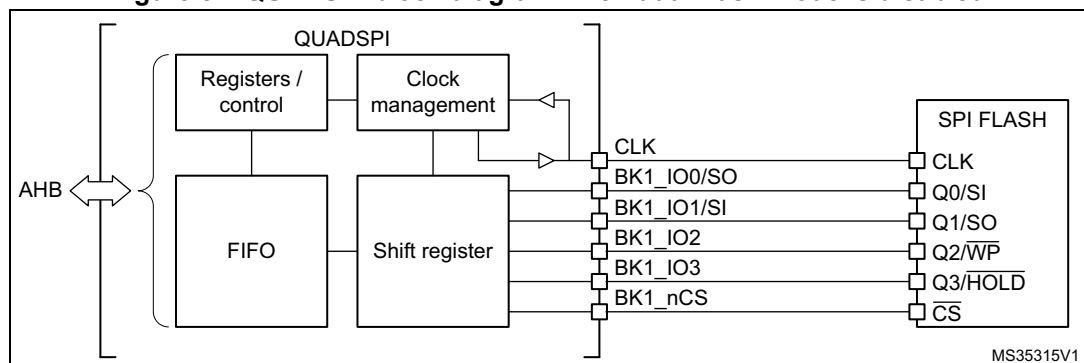 QUADSPI
Registers /
control
Clock
management
SPI FLASH
CLK
CLK
BK1_IO0/SO
Q0/SI
AHB
BK1_IO1/SI
Q1/SO
FIFO
Shift register
BK1_IO2
Q2/WP
BK1_IO3
Q3/HOLD
BK1_nCS
CS
MS35315V1